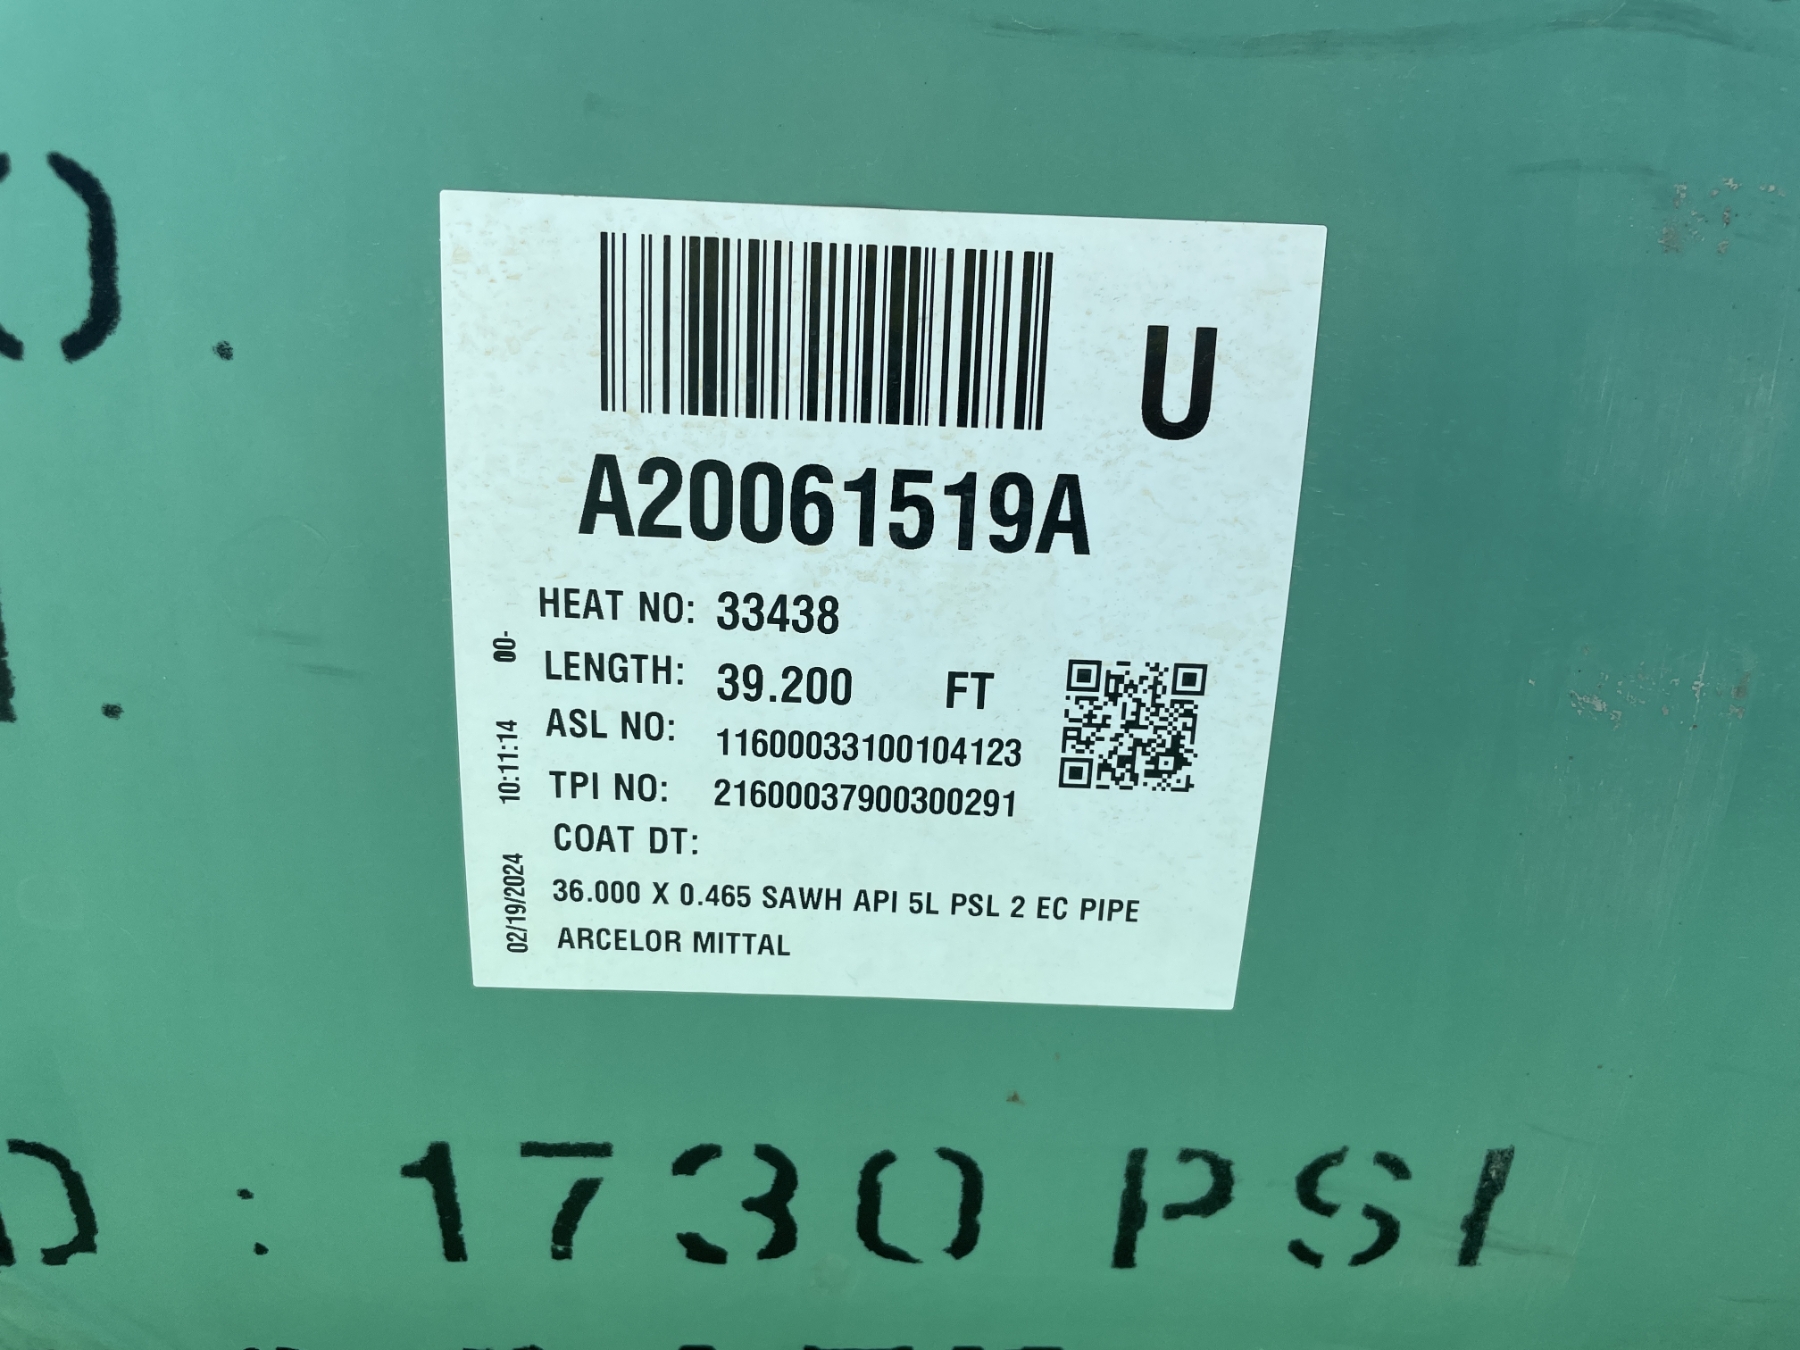 U
A20061519A
HEAT NO: 33438
LENGTH: 39.200 FT
ASL NO: 11600033100104123
TPI NO: 21600037900300291
COAT DT:
36.000 X 0.465 SAWH API 5L PSL 2 EC PIPE
ARCELOR MITTAL
02/19/2024 10:11:14 00-
: 1730 PSI